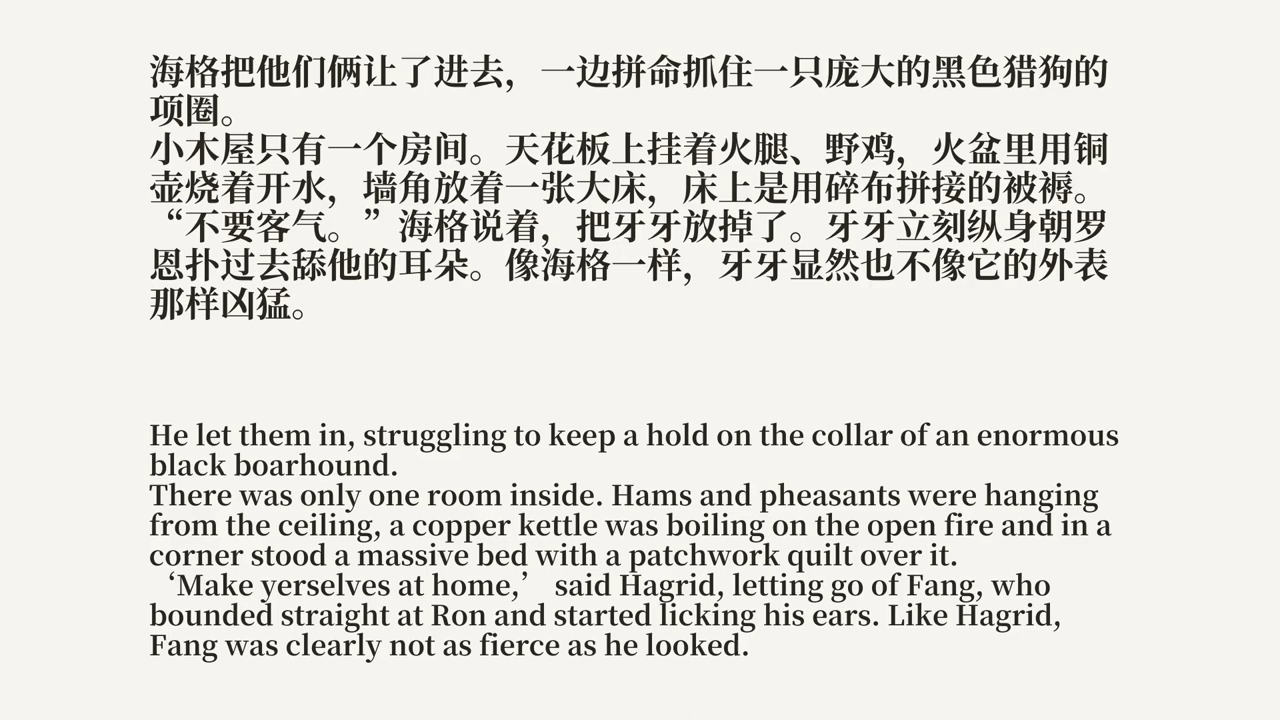 海格把他们俩让了进去，一边拼命抓住一只庞大的黑色猎狗的
项圈。
小木屋只有一个房间。天花板上挂着火腿、野鸡，火盆里用铜
壶烧着开水，墙角放着一张大床，床上是用碎布拼接的被褥。
“不要客气。”海格说着，把牙牙放掉了。牙牙立刻纵身朝罗
恩扑过去舔他的耳朵。像海格一样，牙牙显然也不像它的外表
那样凶猛。
He let them in, struggling to keep a hold on the collar of an enormous
black boarhound.
There was only one room inside. Hams and pheasants were hanging
from the ceiling, a copper kettle was boiling on the open fire and in a
corner stood a massive bed with a patchwork quilt over it.
‘Make yerselves at home,’ said Hagrid, letting go of Fang, who
bounded straight at Ron and started licking his ears. Like Hagrid,
Fang was clearly not as fierce as he looked.